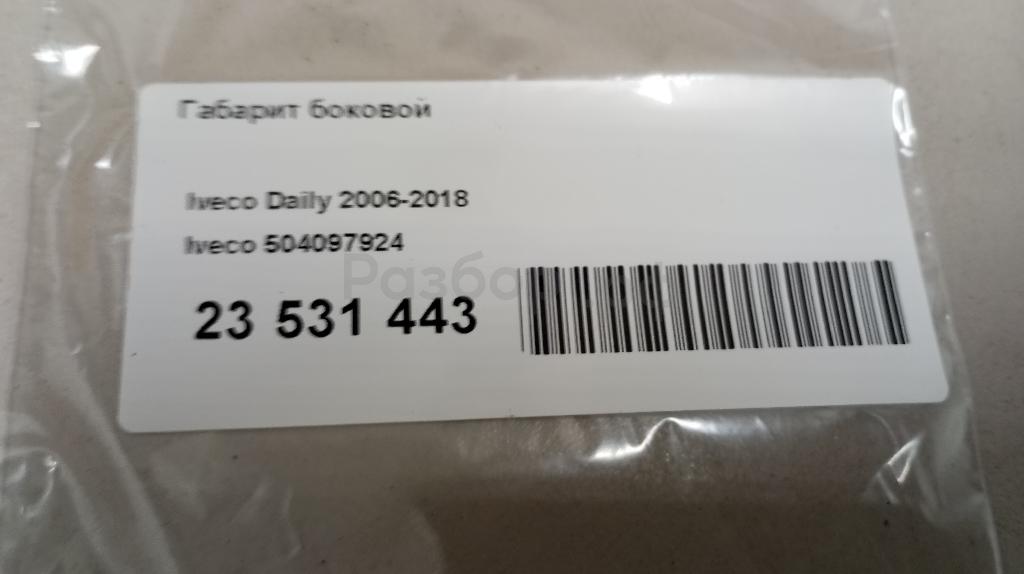 Габарит боковой
Iveco Daily 2006-2018
Iveco 504097924
23 531 443